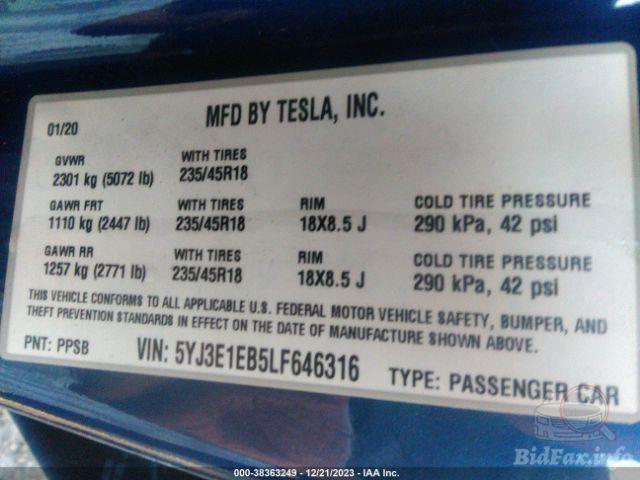 01/20
MFD BY TESLA, INC.
GVWR WITH TIRES
2301 kg (5072 lb) 235/45R18
GAWR FRT WITH TIRES RIM COLD TIRE PRESSURE
1110 kg (2447 lb) 235/45R18 18X8.5 J 290 kPa, 42 psi
GAWR RR WITH TIRES RIM COLD TIRE PRESSURE
1257 kg (2771 lb) 235/45R18 18X8.5 J 290 kPa, 42 psi
THIS VEHICLE CONFORMS TO ALL APPLICABLE U.S. FEDERAL MOTOR VEHICLE SAFETY, BUMPER, AND
THEFT PREVENTION STANDARDS IN EFFECT ON THE DATE OF MANUFACTURE SHOWN ABOVE.
PNT: PPSB VIN: 5YJ3E1EB5LF646316 TYPE: PASSENGER CAR
BidFax.info
000-38363249 - 12/21/2023 - IAA Inc.